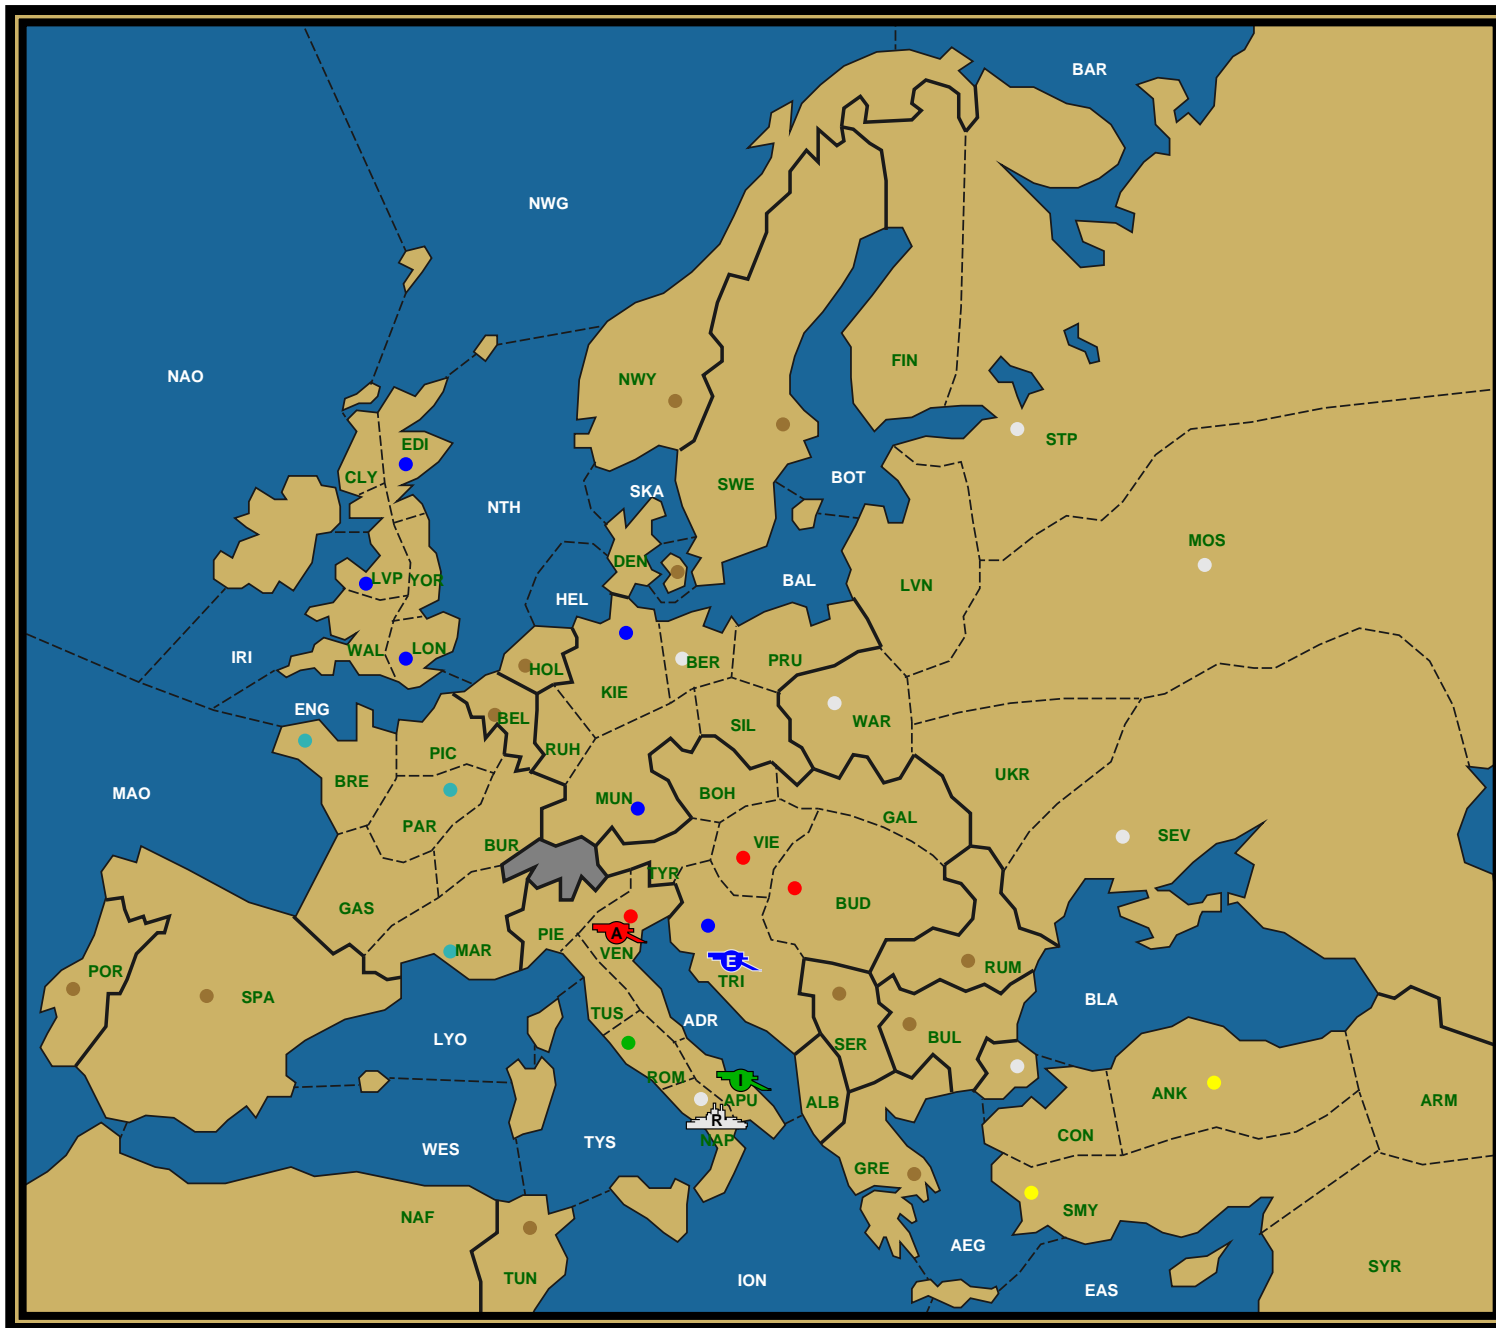 BAR
NWG
NAO
FIN
NWY
STP
EDI
CLY
SKA
BOT
SWE
NTH
MOS
DEN
BAL
LVP
YOR
LVN
HEL
WAL
LON
IRI
HOL
BER
PRU
KIE
ENG
BEL
WAR
SIL
PIC
RUH
UKR
BRE
MAO
MUN
BOH
GAL
PAR
SEV
BUR
VIE
TYR
BUD
GAS
PIE
A
VEN
MAR
E
TRI
RUM
POR
SPA
BLA
TUS
ADR
LYO
SER
BUL
ROM
I
APU
ANK
ALB
ARM
R
NAP
CON
TYS
WES
GRE
SMY
NAF
AEG
SYR
TUN
ION
EAS